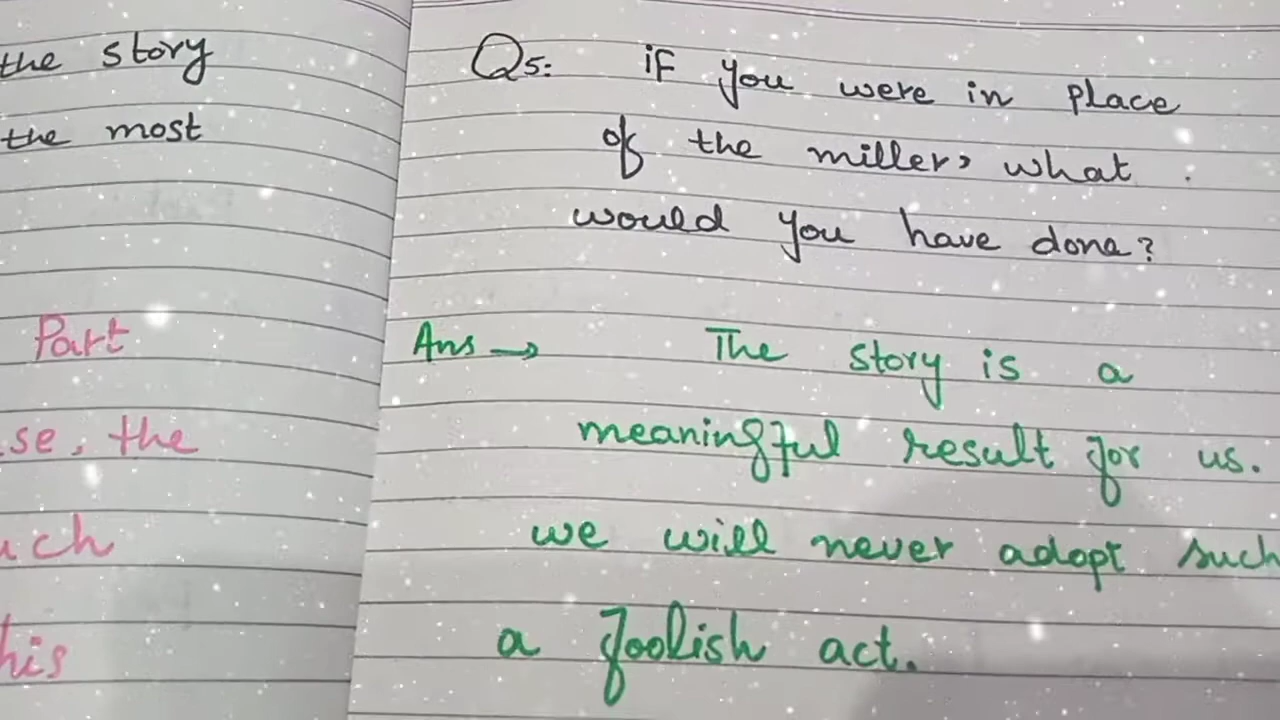 the story
the most
Part
se, the
uch
his
Q5: if you were in place
of the miller, what
would you have done?
Ans → The story is a
meaningful result for us.
we will never adopt such
a foolish act.